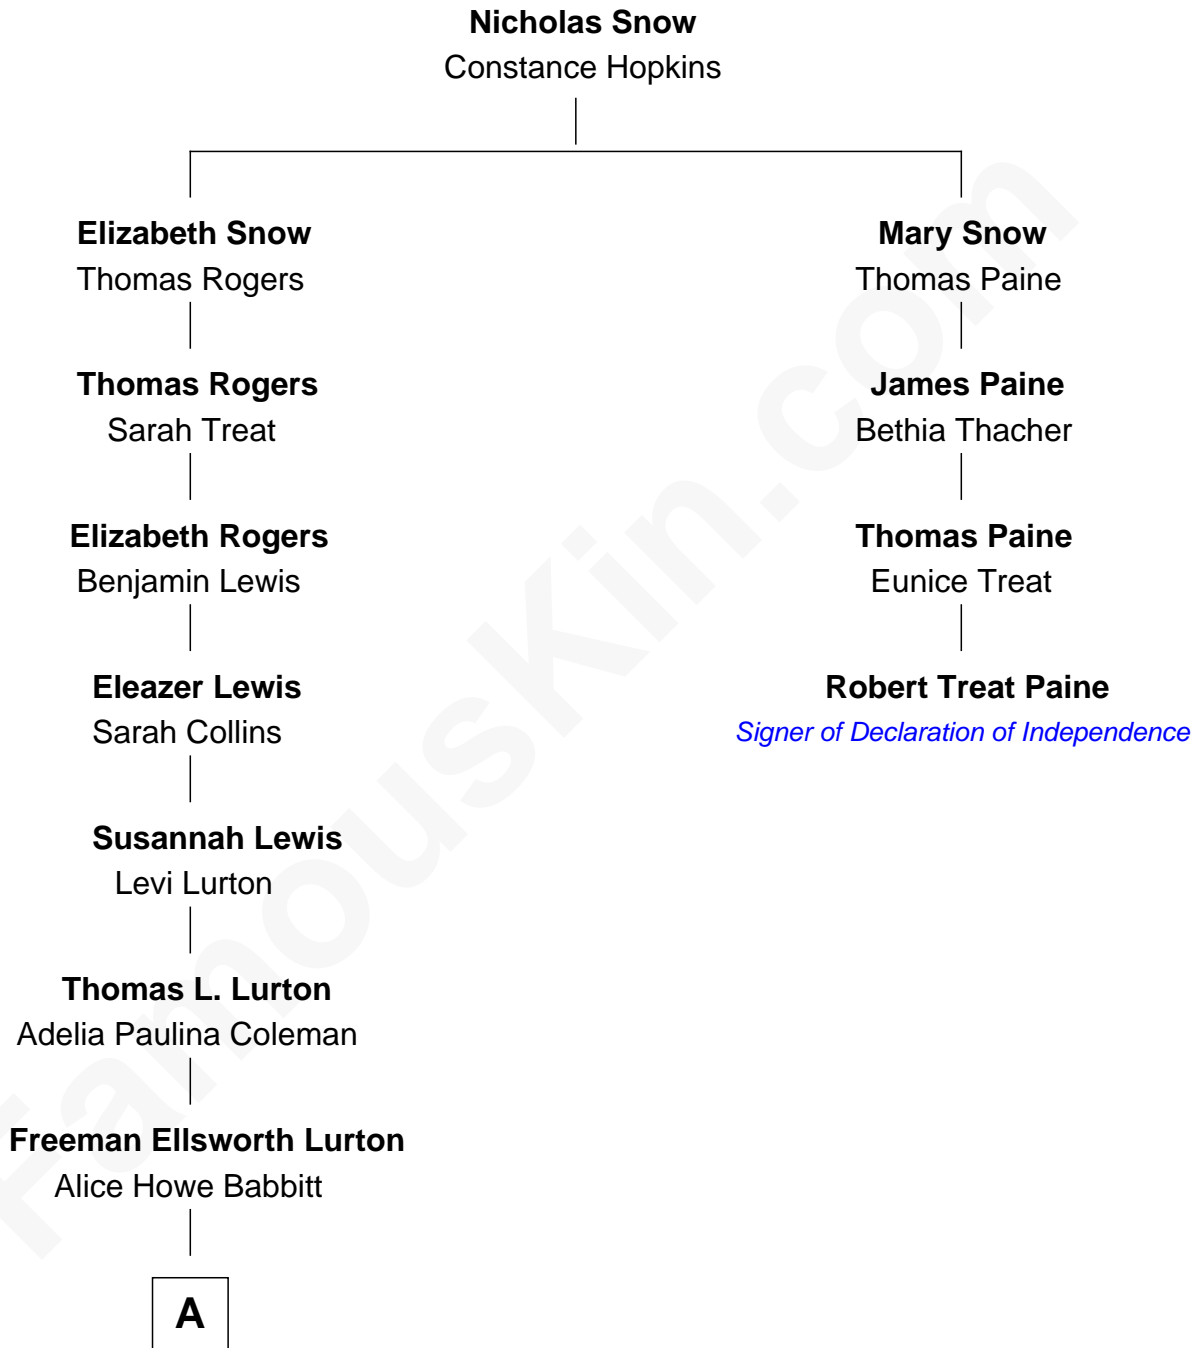 Nicholas Snow
Constance Hopkins
Elizabeth Snow
Thomas Rogers
Mary Snow
Thomas Paine
Thomas Rogers
Sarah Treat
James Paine
Bethia Thacher
Elizabeth Rogers
Benjamin Lewis
Thomas Paine
Eunice Treat
Eleazer Lewis
Sarah Collins
Robert Treat Paine
Signer of Declaration of Independence
Susannah Lewis
Levi Lurton
Thomas L. Lurton
Adelia Paulina Coleman
Freeman Ellsworth Lurton
Alice Howe Babbitt
A
FamousKin.com